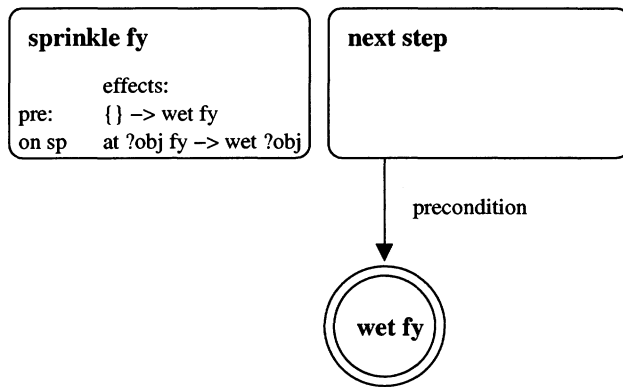 sprinkle fy
effects:
pre: {} –> wet fy
on sp at ?obj fy –> wet ?obj
next step
precondition
wet fy